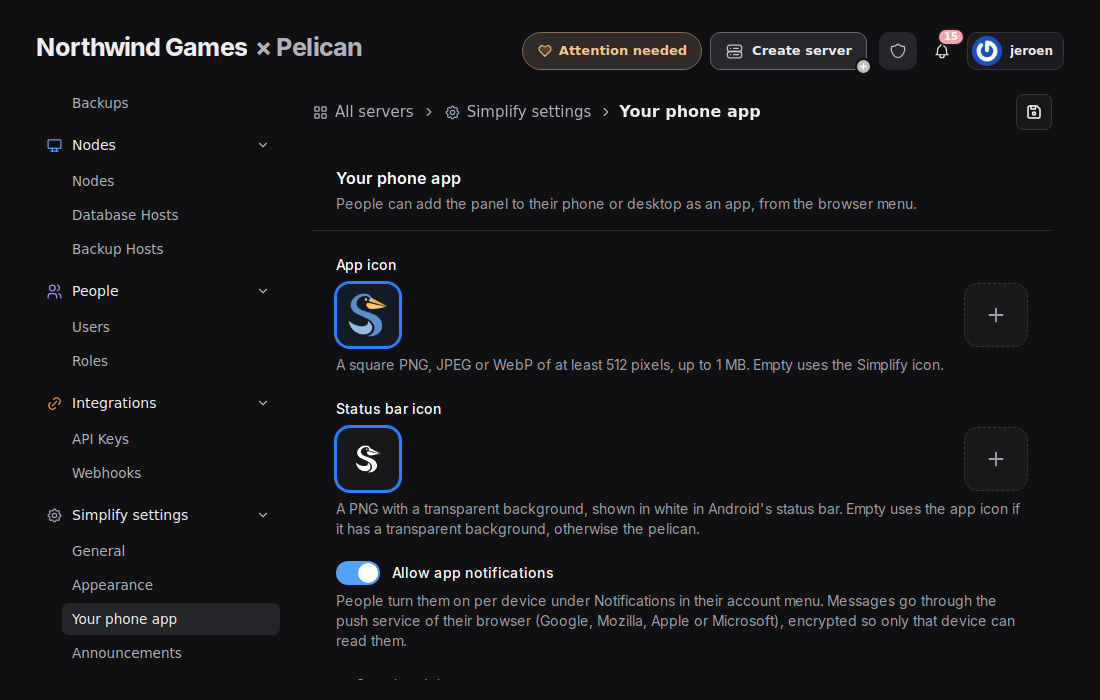 Northwind Games × Pelican
Attention needed
Create server
15
jeroen
Backups
Nodes
Nodes
Database Hosts
Backup Hosts
People
Users
Roles
Integrations
API Keys
Webhooks
Simplify settings
General
Appearance
Your phone app
Announcements
All servers > Simplify settings > Your phone app
Your phone app
People can add the panel to their phone or desktop as an app, from the browser menu.
App icon
A square PNG, JPEG or WebP of at least 512 pixels, up to 1 MB. Empty uses the Simplify icon.
Status bar icon
A PNG with a transparent background, shown in white in Android's status bar. Empty uses the app icon if
it has a transparent background, otherwise the pelican.
Allow app notifications
People turn them on per device under Notifications in their account menu. Messages go through the
push service of their browser (Google, Mozilla, Apple or Microsoft), encrypted so only that device can
read them.